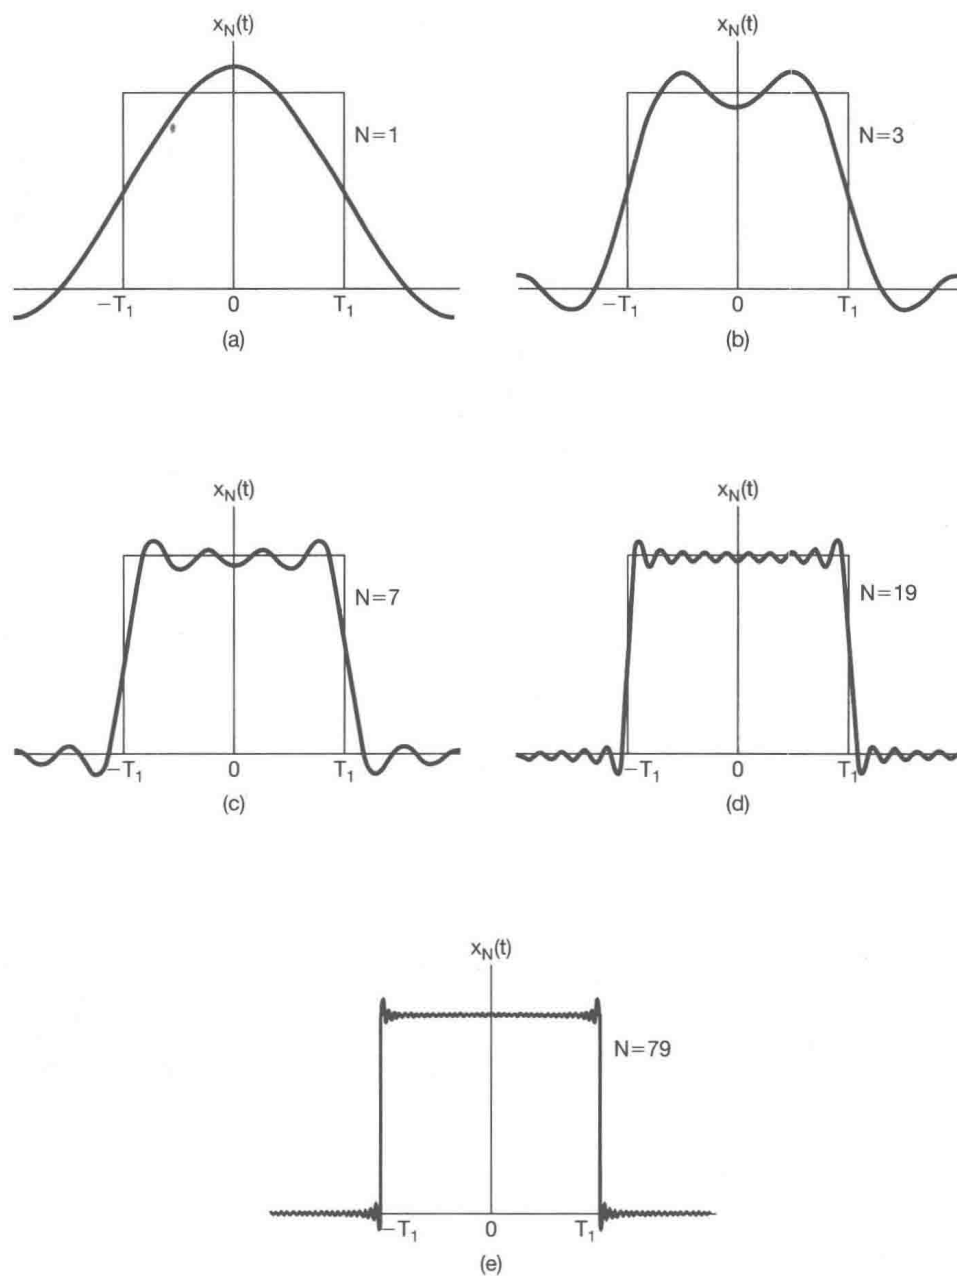 x_N(t)
N=1
−T₁ 0 T₁
(a)
x_N(t)
N=3
−T₁ 0 T₁
(b)
x_N(t)
N=7
−T₁ 0 T₁
(c)
x_N(t)
N=19
−T₁ 0 T₁
(d)
x_N(t)
N=79
−T₁ 0 T₁
(e)